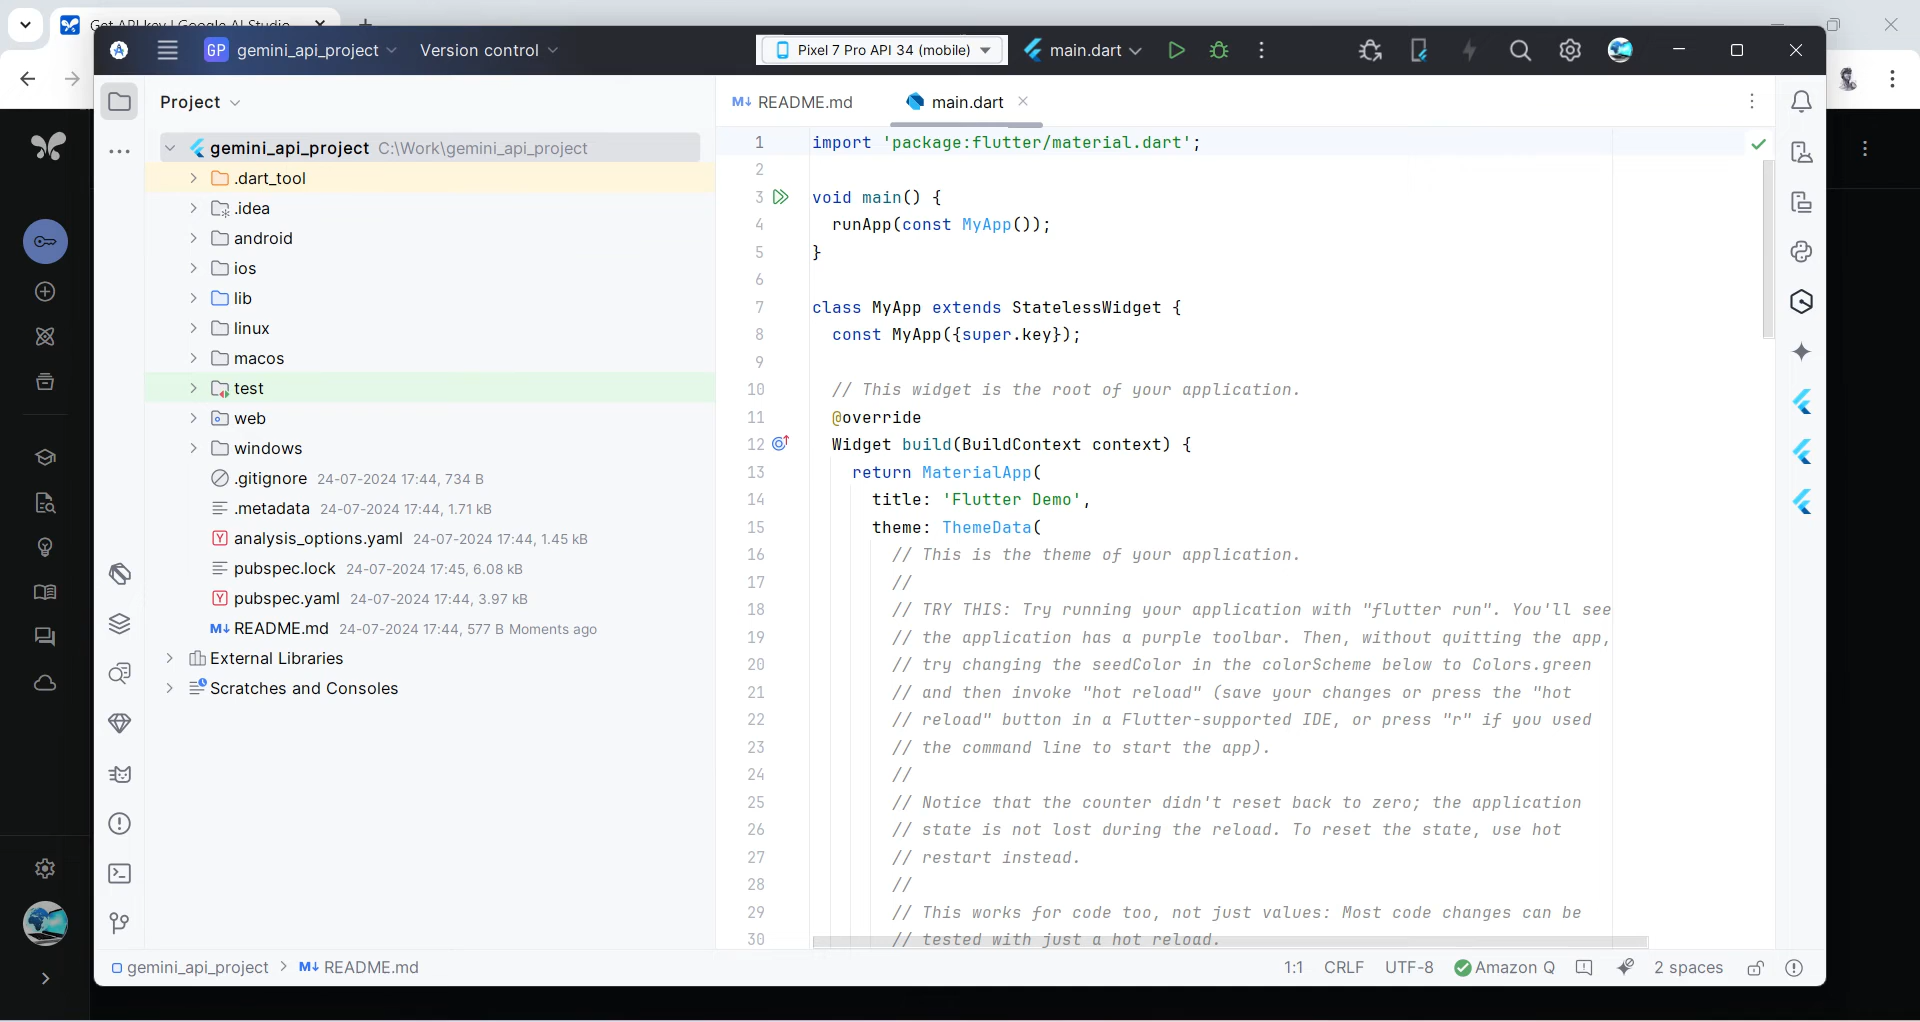 Get API key | Google AI Studio
GP gemini_api_project Version control Pixel 7 Pro API 34 (mobile) main.dart
Project
gemini_api_project C:\Work\gemini_api_project
.dart_tool
.idea
android
ios
lib
linux
macos
test
web
windows
.gitignore 24-07-2024 17:44, 734 B
.metadata 24-07-2024 17:44, 1.71 kB
Y analysis_options.yaml 24-07-2024 17:44, 1.45 kB
pubspec.lock 24-07-2024 17:45, 6.08 kB
Y pubspec.yaml 24-07-2024 17:44, 3.97 kB
M↓ README.md 24-07-2024 17:44, 577 B Moments ago
External Libraries
Scratches and Consoles
M↓ README.md main.dart
1 import 'package:flutter/material.dart';
2
3 void main() {
4 runApp(const MyApp());
5 }
6
7 class MyApp extends StatelessWidget {
8 const MyApp({super.key});
9
10 // This widget is the root of your application.
11 @override
12 Widget build(BuildContext context) {
13 return MaterialApp(
14 title: 'Flutter Demo',
15 theme: ThemeData(
16 // This is the theme of your application.
17 //
18 // TRY THIS: Try running your application with "flutter run". You'll see
19 // the application has a purple toolbar. Then, without quitting the app,
20 // try changing the seedColor in the colorScheme below to Colors.green
21 // and then invoke "hot reload" (save your changes or press the "hot
22 // reload" button in a Flutter-supported IDE, or press "r" if you used
23 // the command line to start the app).
24 //
25 // Notice that the counter didn't reset back to zero; the application
26 // state is not lost during the reload. To reset the state, use hot
27 // restart instead.
28 //
29 // This works for code too, not just values: Most code changes can be
30 // tested with just a hot reload.
gemini_api_project > M↓ README.md 1:1 CRLF UTF-8 Amazon Q 2 spaces